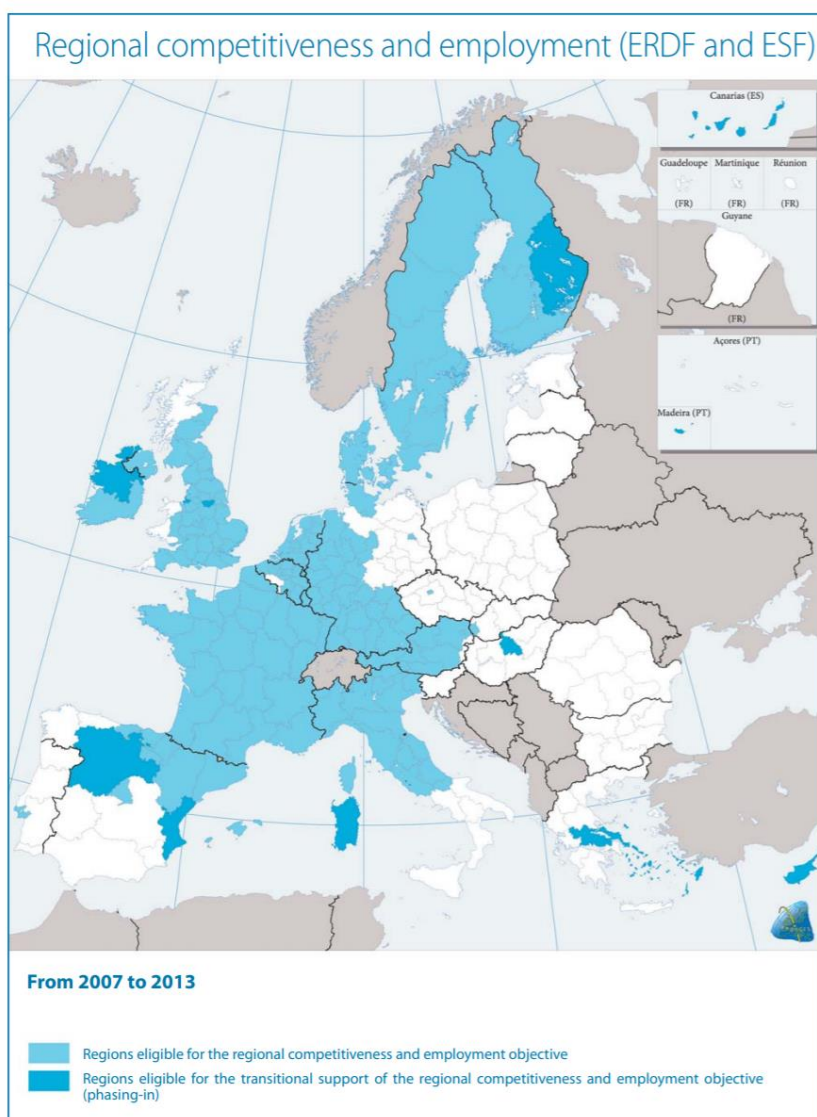 Regional competitiveness and employment (ERDF and ESF)
Canarias (ES)
Guadeloupe
Martinique
Réunion
(FR)
(FR)
(FR)
Guyane
(FR)
Açores (PT)
Madeira (PT)
From 2007 to 2013
Regions eligible for the regional competitiveness and employment objective
Regions eligible for the transitional support of the regional competitiveness and employment objective
(phasing-in)